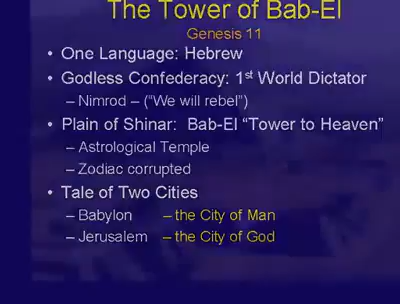 The Tower of Bab-El
Genesis 11
• One Language: Hebrew
• Godless Confederacy: 1st World Dictator
– Nimrod – ("We will rebel")
• Plain of Shinar: Bab-El "Tower to Heaven"
– Astrological Temple
– Zodiac corrupted
• Tale of Two Cities
– Babylon – the City of Man
– Jerusalem – the City of God